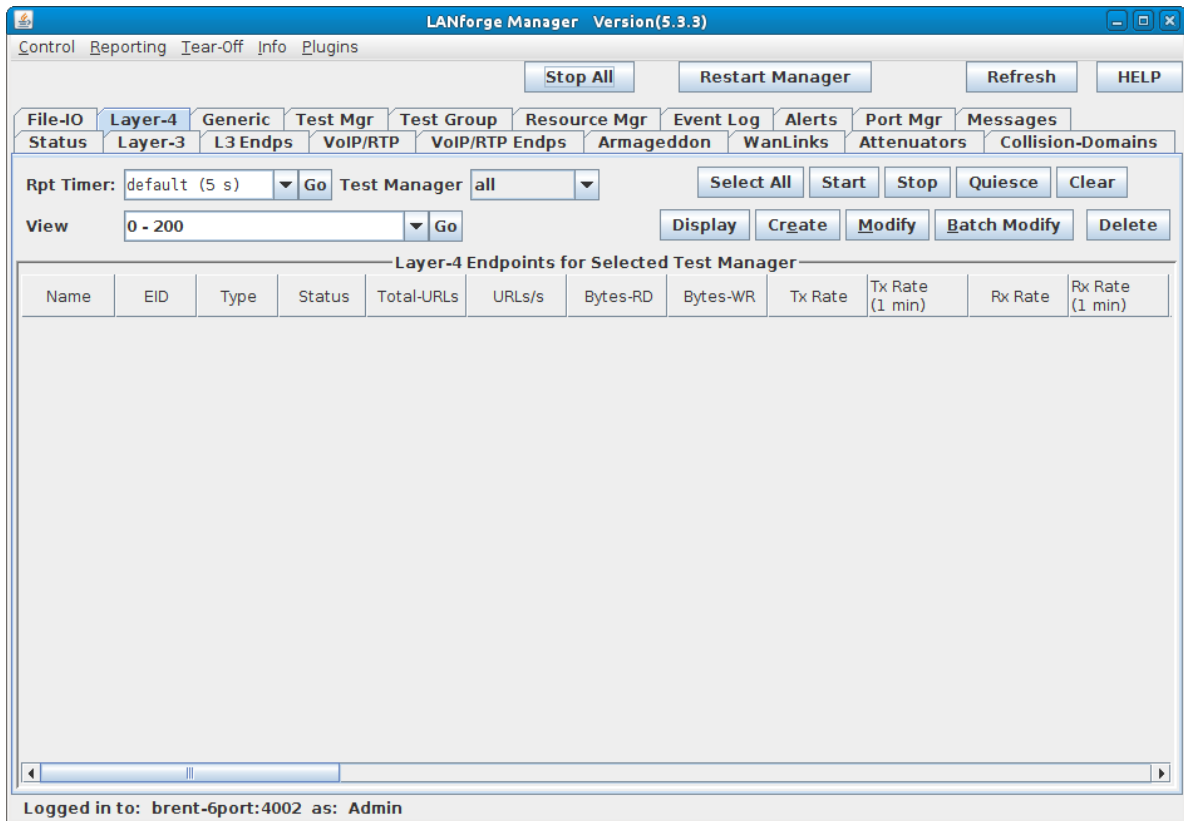 LANforge Manager Version(5.3.3)
Control Reporting Tear-Off Info Plugins
Stop All Restart Manager Refresh HELP
File-IO Layer-4 Generic Test Mgr Test Group Resource Mgr Event Log Alerts Port Mgr Messages
Status Layer-3 L3 Endps VoIP/RTP VoIP/RTP Endps Armageddon WanLinks Attenuators Collision-Domains
Rpt Timer: default (5 s) Go Test Manager all Select All Start Stop Quiesce Clear
View 0 - 200 Go Display Create Modify Batch Modify Delete
Layer-4 Endpoints for Selected Test Manager
Name EID Type Status Total-URLs URLs/s Bytes-RD Bytes-WR Tx Rate Tx Rate (1 min) Rx Rate Rx Rate (1 min)
Logged in to: brent-6port:4002 as: Admin